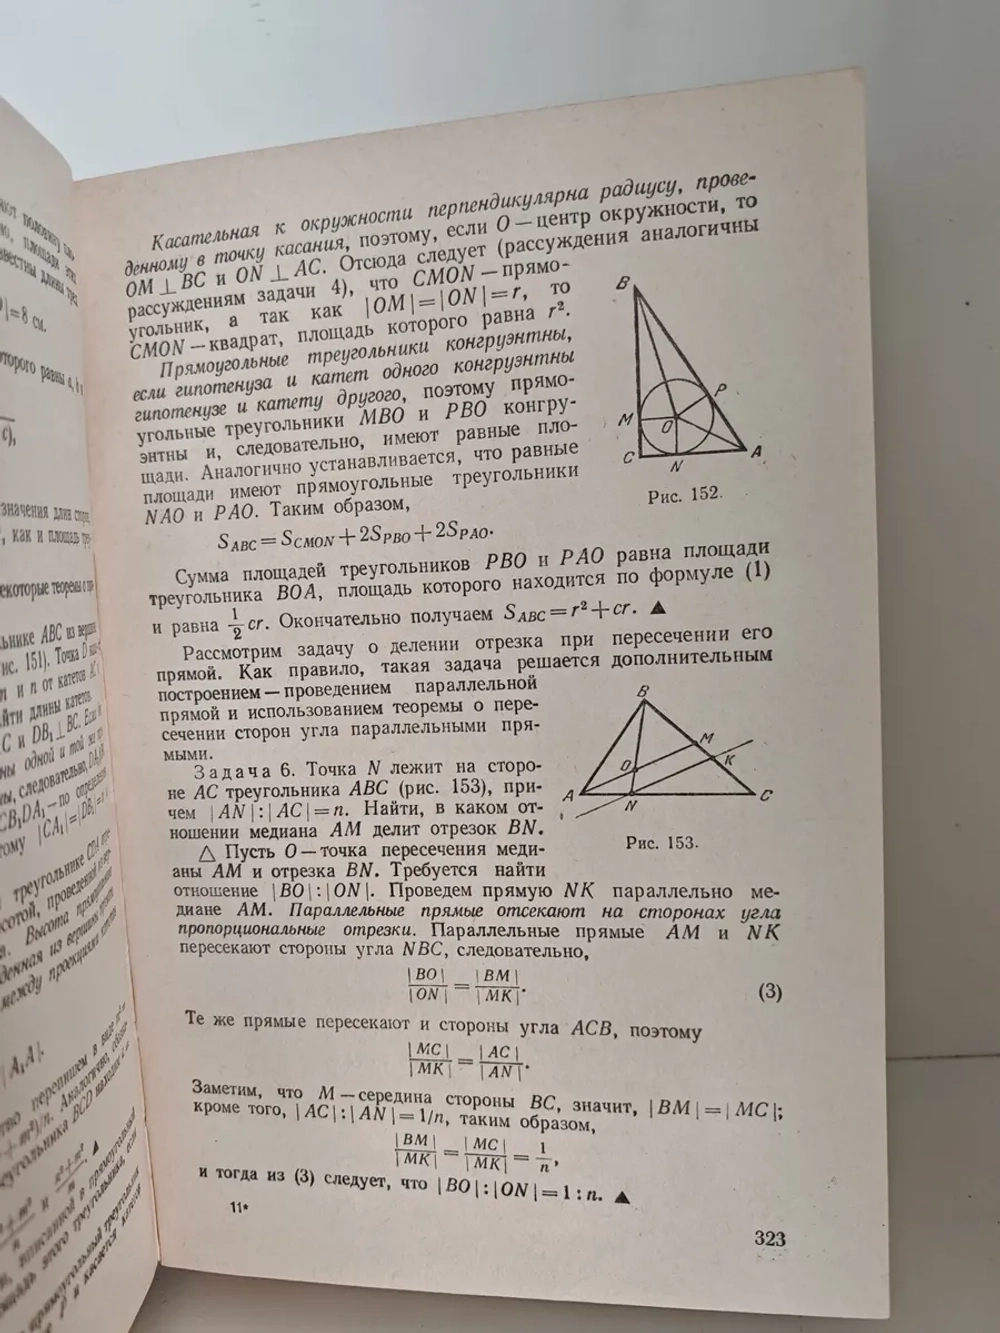 Касательная к окружности перпендикулярна радиусу, прове-
денному в точку касания, поэтому, если O — центр окружности, то
OM ⊥ BC и ON ⊥ AC. Отсюда следует (рассуждения аналогичны
рассуждениям задачи 4), что CMON — прямо-
угольник, а так как |OM|=|ON|=r, то
CMON — квадрат, площадь которого равна r².
Прямоугольные треугольники конгруэнтны,
если гипотенуза и катет одного конгруэнтны
гипотенузе и катету другого, поэтому прямо-
угольные треугольники MBO и PBO конгру-
энтны и, следовательно, имеют равные пло-
щади. Аналогично устанавливается, что равные
площади имеют прямоугольные треугольники
NAO и PAO. Таким образом,
B
P
M
O
C
N
A
Рис. 152.
S_ABC = S_CMON + 2S_PBO + 2S_PAO.
Сумма площадей треугольников PBO и PAO равна площади
треугольника BOA, площадь которого находится по формуле (1)
и равна 1/2 cr. Окончательно получаем S_ABC = r² + cr. ▲
Рассмотрим задачу о делении отрезка при пересечении его
прямой. Как правило, такая задача решается дополнительным
построением — проведением параллельной
прямой и использованием теоремы о пере-
сечении сторон угла параллельными пря-
мыми.
Задача 6. Точка N лежит на сторо-
не AC треугольника ABC (рис. 153), при-
чем |AN|:|AC|=n. Найти, в каком от-
ношении медиана AM делит отрезок BN.
△ Пусть O — точка пересечения меди-
аны AM и отрезка BN. Требуется найти
B
M
O
K
A
N
C
Рис. 153.
отношение |BO|:|ON|. Проведем прямую NK параллельно ме-
диане AM. Параллельные прямые отсекают на сторонах угла
пропорциональные отрезки. Параллельные прямые AM и NK
пересекают стороны угла NBC, следовательно,
|BO|/|ON| = |BM|/|MK|. (3)
Те же прямые пересекают и стороны угла ACB, поэтому
|MC|/|MK| = |AC|/|AN|.
Заметим, что M — середина стороны BC, значит, |BM|=|MC|;
кроме того, |AC|:|AN|=1/n, таким образом,
|BM|/|MK| = |MC|/|MK| = 1/n,
и тогда из (3) следует, что |BO|:|ON|=1:n. ▲
11*
323